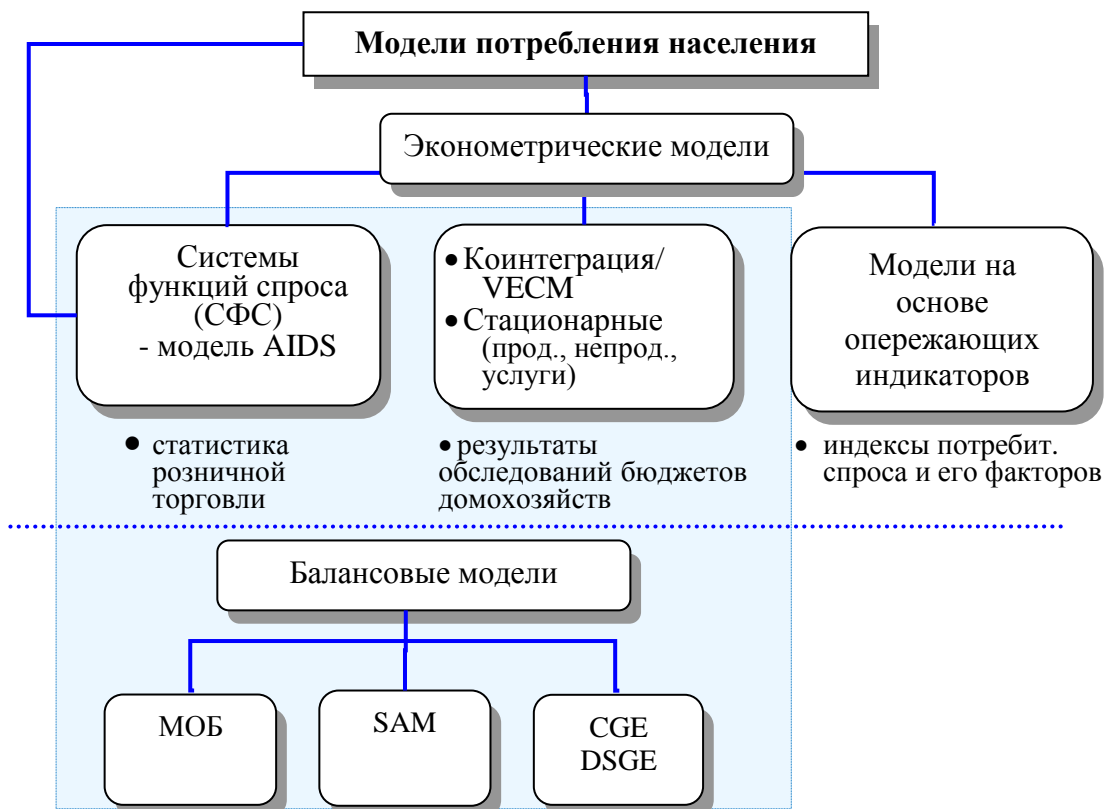 Модели потребления населения
Эконометрические модели
Системы
функций спроса
(СФС)
- модель AIDS
• Коинтеграция/
VECM
• Стационарные
(прод., непрод.,
услуги)
Модели на
основе
опережающих
индикаторов
• статистика
розничной
торговли
• результаты
обследований бюджетов
домохозяйств
• индексы потребит.
спроса и его факторов
Балансовые модели
МОБ
SAM
CGE
DSGE